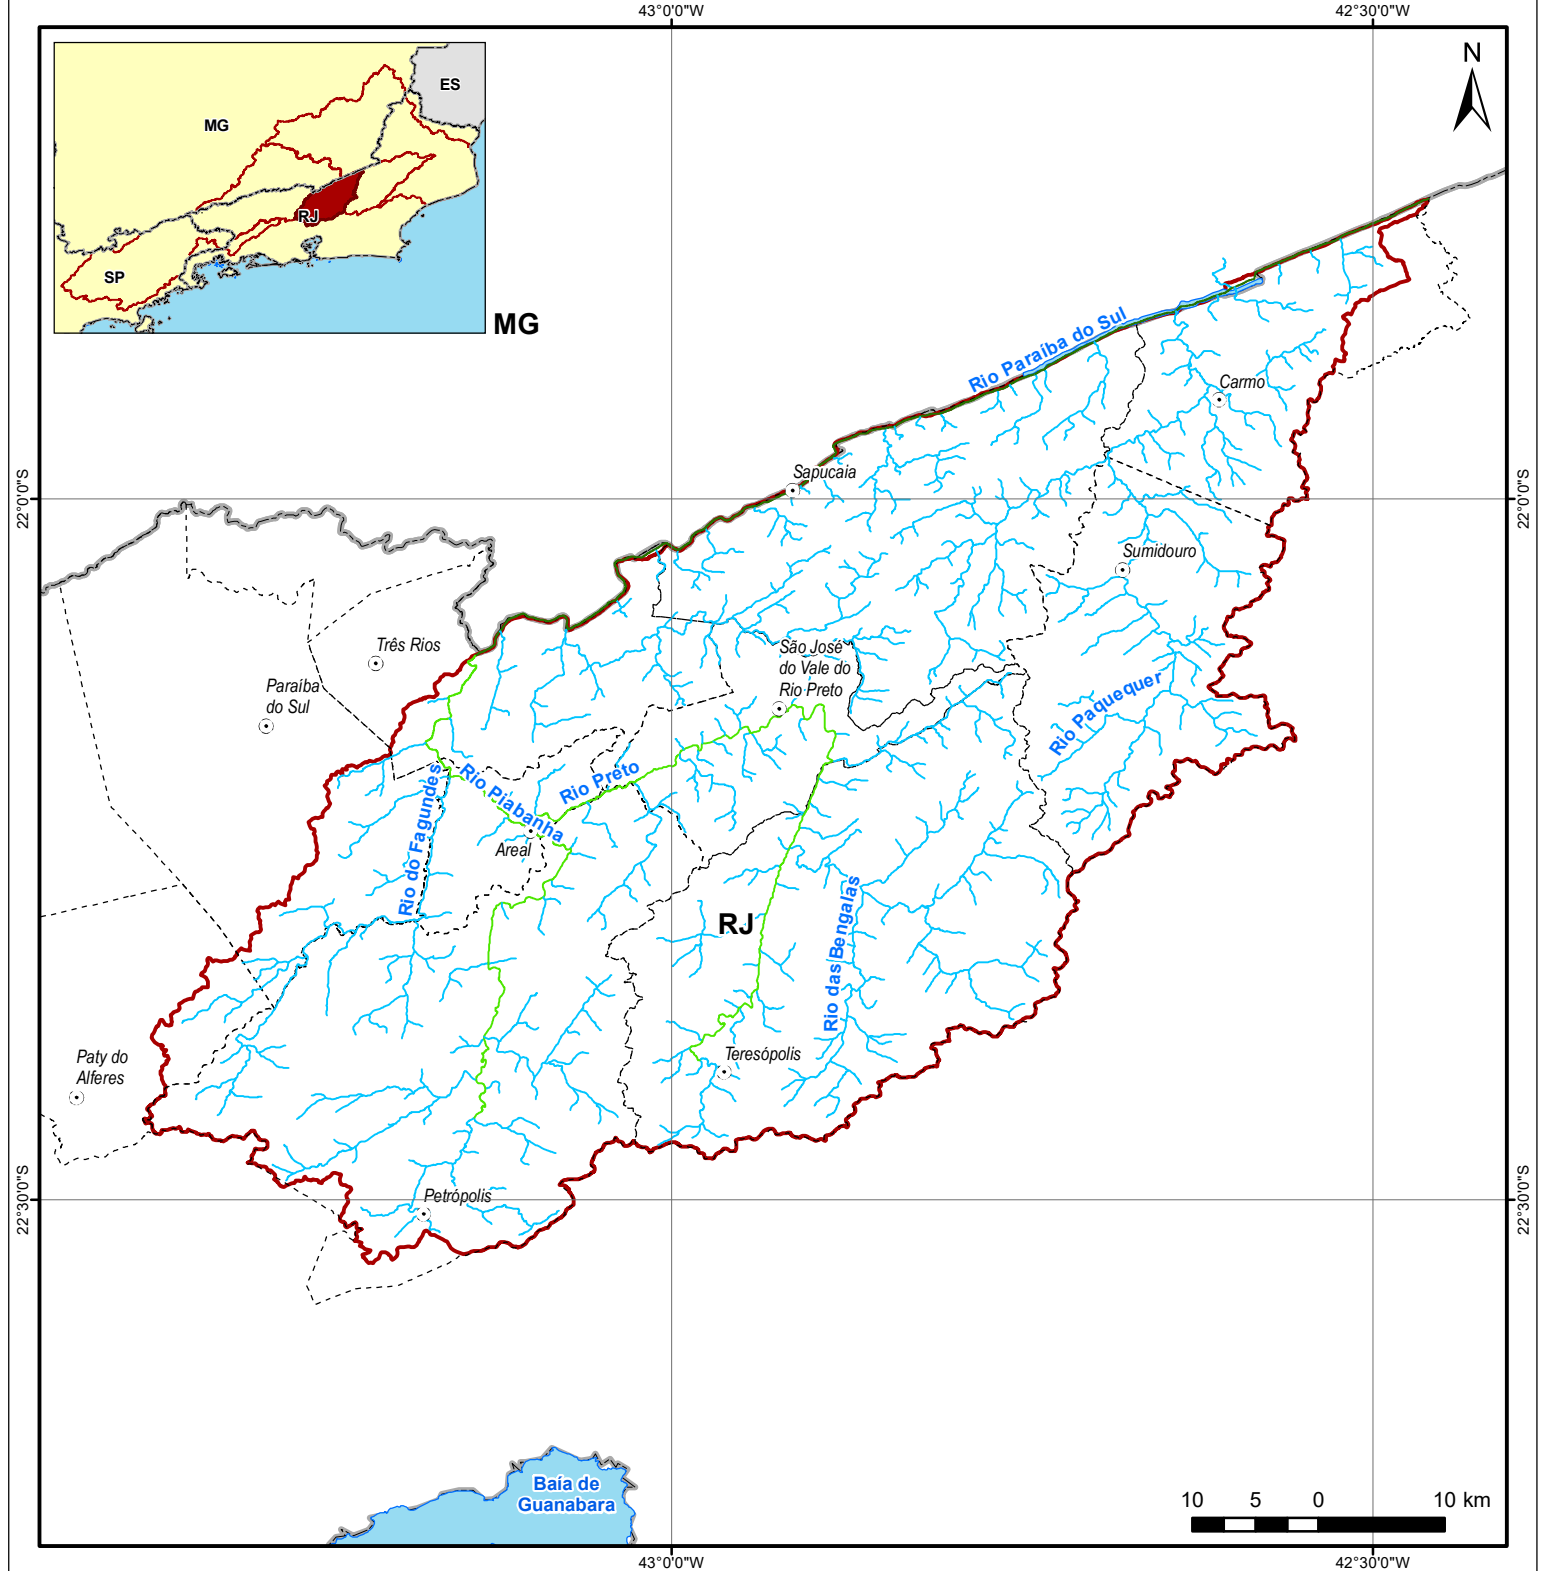 43°0'0"W
42°30'0"W
ES
MG
RJ
SP
N
MG
Rio Paraíba do Sul
Carmo
Sapucaia
22°0'0"S
22°0'0"S
Sumidouro
Três Rios
São José
do Vale do
Rio Preto
Paraíba
do Sul
Rio Paquequer
Rio Piabanha
Rio Preto
Rio do Fagundes
Areal
Rio das Bengalas
RJ
Teresópolis
Paty do
Alferes
Petrópolis
22°30'0"S
22°30'0"S
Baía de
Guanabara
10 5 0 10 km
43°0'0"W
42°30'0"W